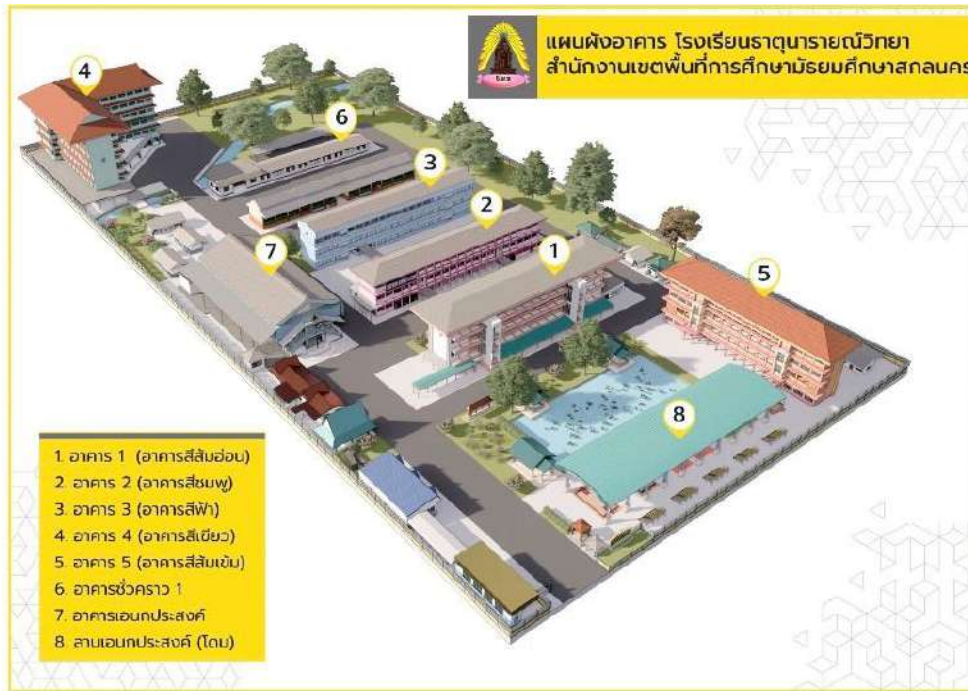 แผนผังอาคาร โรงเรียนธาตุนารายณ์วิทยา
สำนักงานเขตพื้นที่การศึกษามัธยมศึกษาสกลนคร
4
6
3
2
1
7
5
8
1. อาคาร 1 (อาคารสีส้มอ่อน)
2. อาคาร 2 (อาคารสีชมพู)
3. อาคาร 3 (อาคารสีฟ้า)
4. อาคาร 4 (อาคารสีเขียว)
5. อาคาร 5 (อาคารสีส้มเข้ม)
6. อาคารชั่วคราว 1
7. อาคารเอนกประสงค์
8. ลานเอนกประสงค์ (โดม)